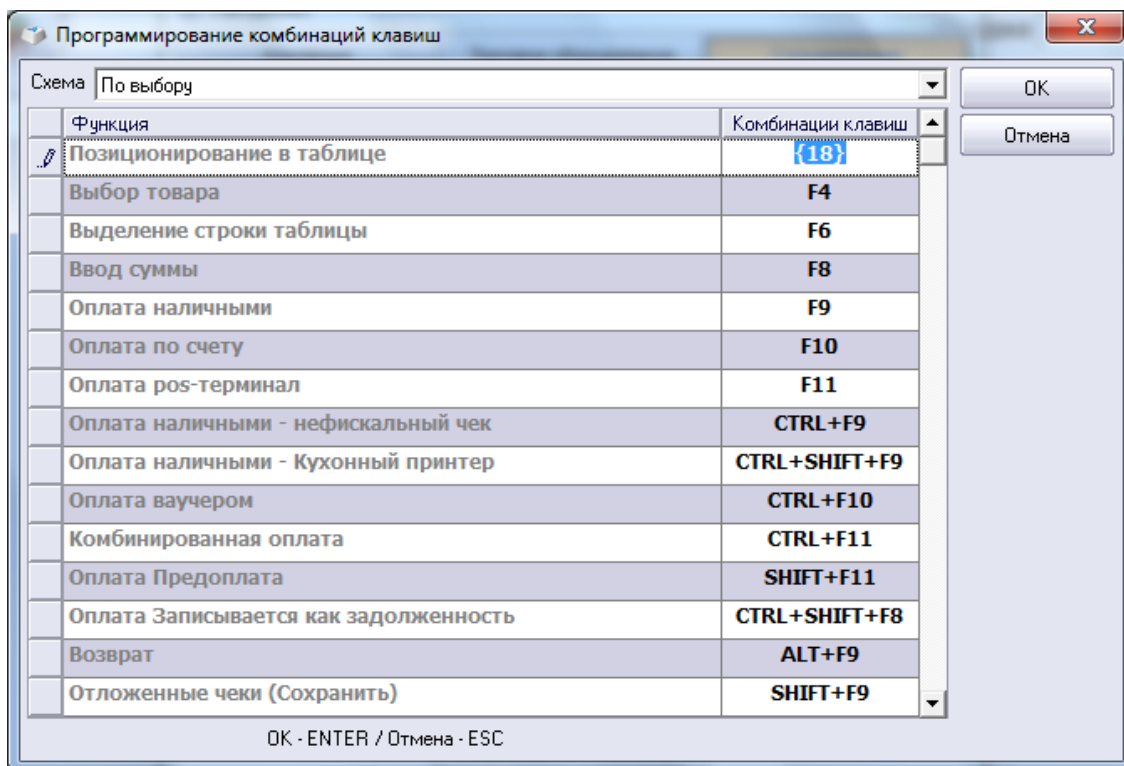 Программирование комбинаций клавиш
Схема По выбору
OK
Отмена
Функция Комбинации клавиш
Позиционирование в таблице {18}
Выбор товара F4
Выделение строки таблицы F6
Ввод суммы F8
Оплата наличными F9
Оплата по счету F10
Оплата pos-терминал F11
Оплата наличными - нефискальный чек CTRL+F9
Оплата наличными - Кухонный принтер CTRL+SHIFT+F9
Оплата ваучером CTRL+F10
Комбинированная оплата CTRL+F11
Оплата Предоплата SHIFT+F11
Оплата Записывается как задолженность CTRL+SHIFT+F8
Возврат ALT+F9
Отложенные чеки (Сохранить) SHIFT+F9
OK - ENTER / Отмена - ESC